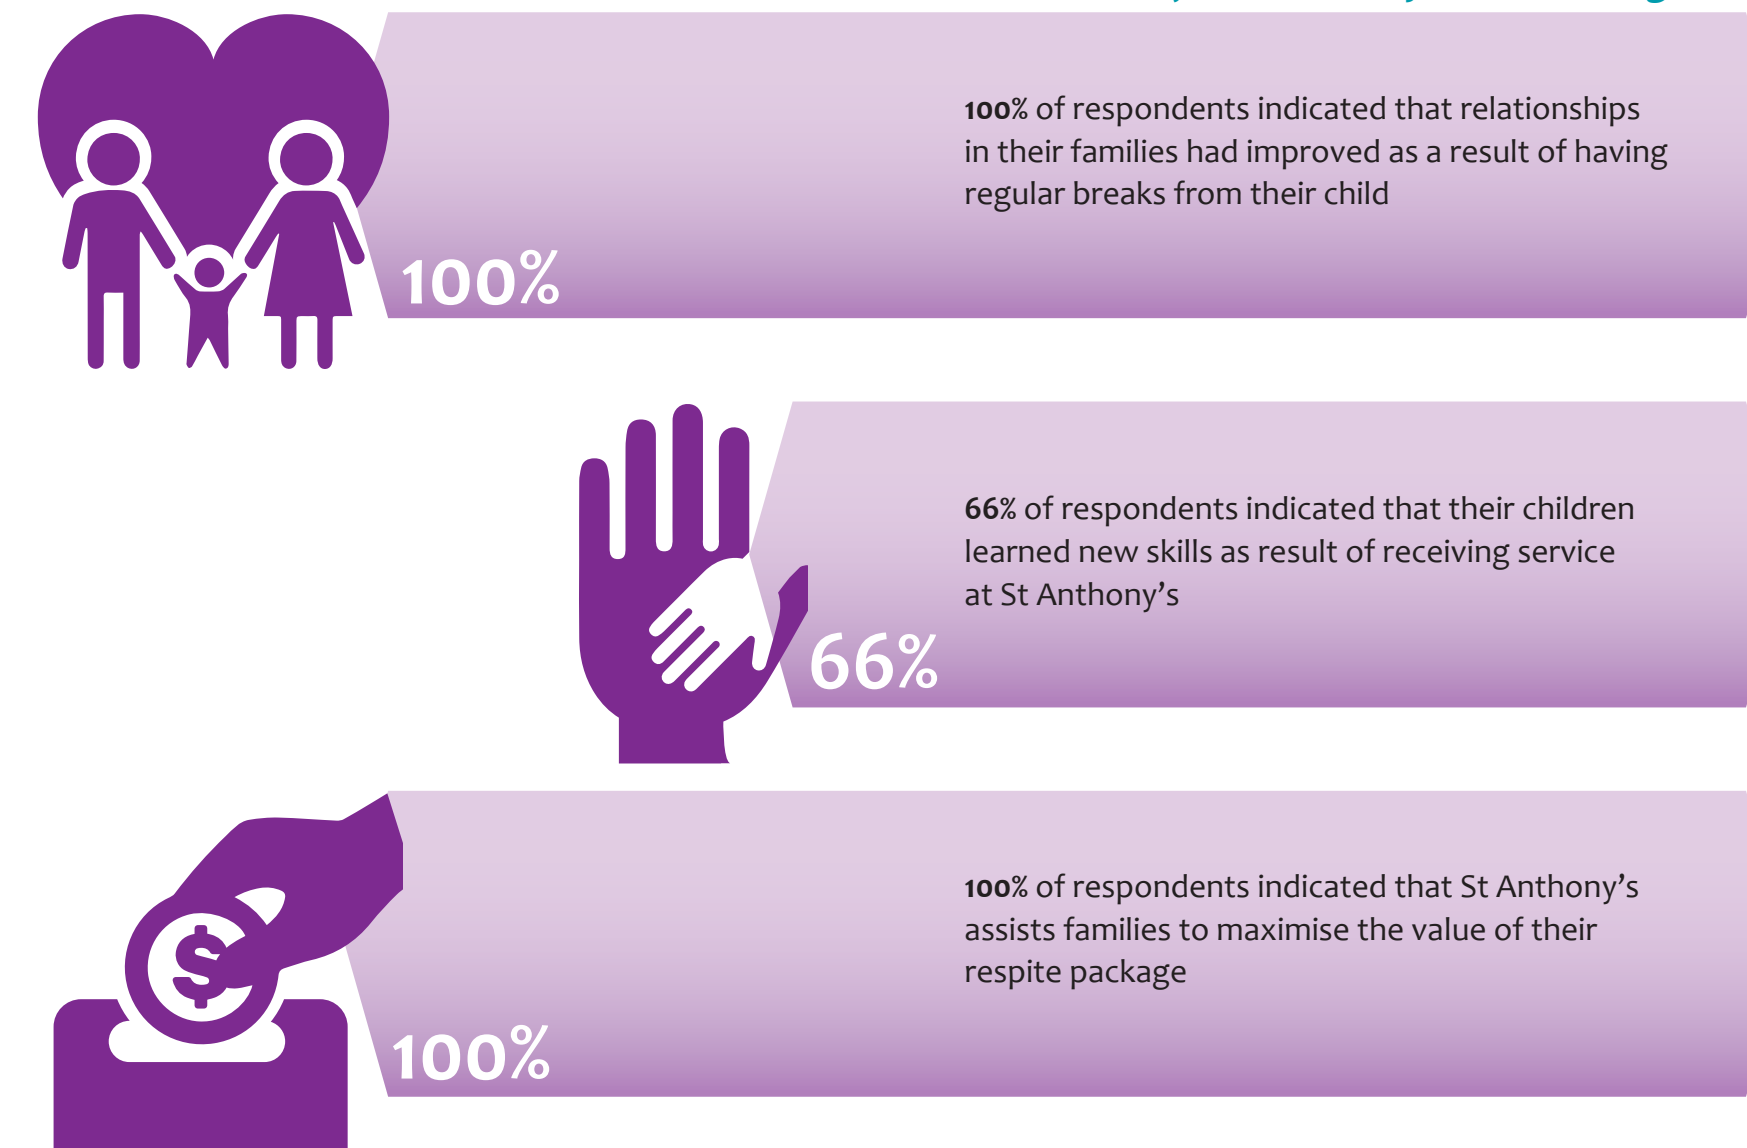 100% of respondents indicated that relationships
in their families had improved as a result of having
regular breaks from their child
100%
66% of respondents indicated that their children
learned new skills as result of receiving service
at St Anthony’s
66%
$
100% of respondents indicated that St Anthony’s
assists families to maximise the value of their
respite package
100%